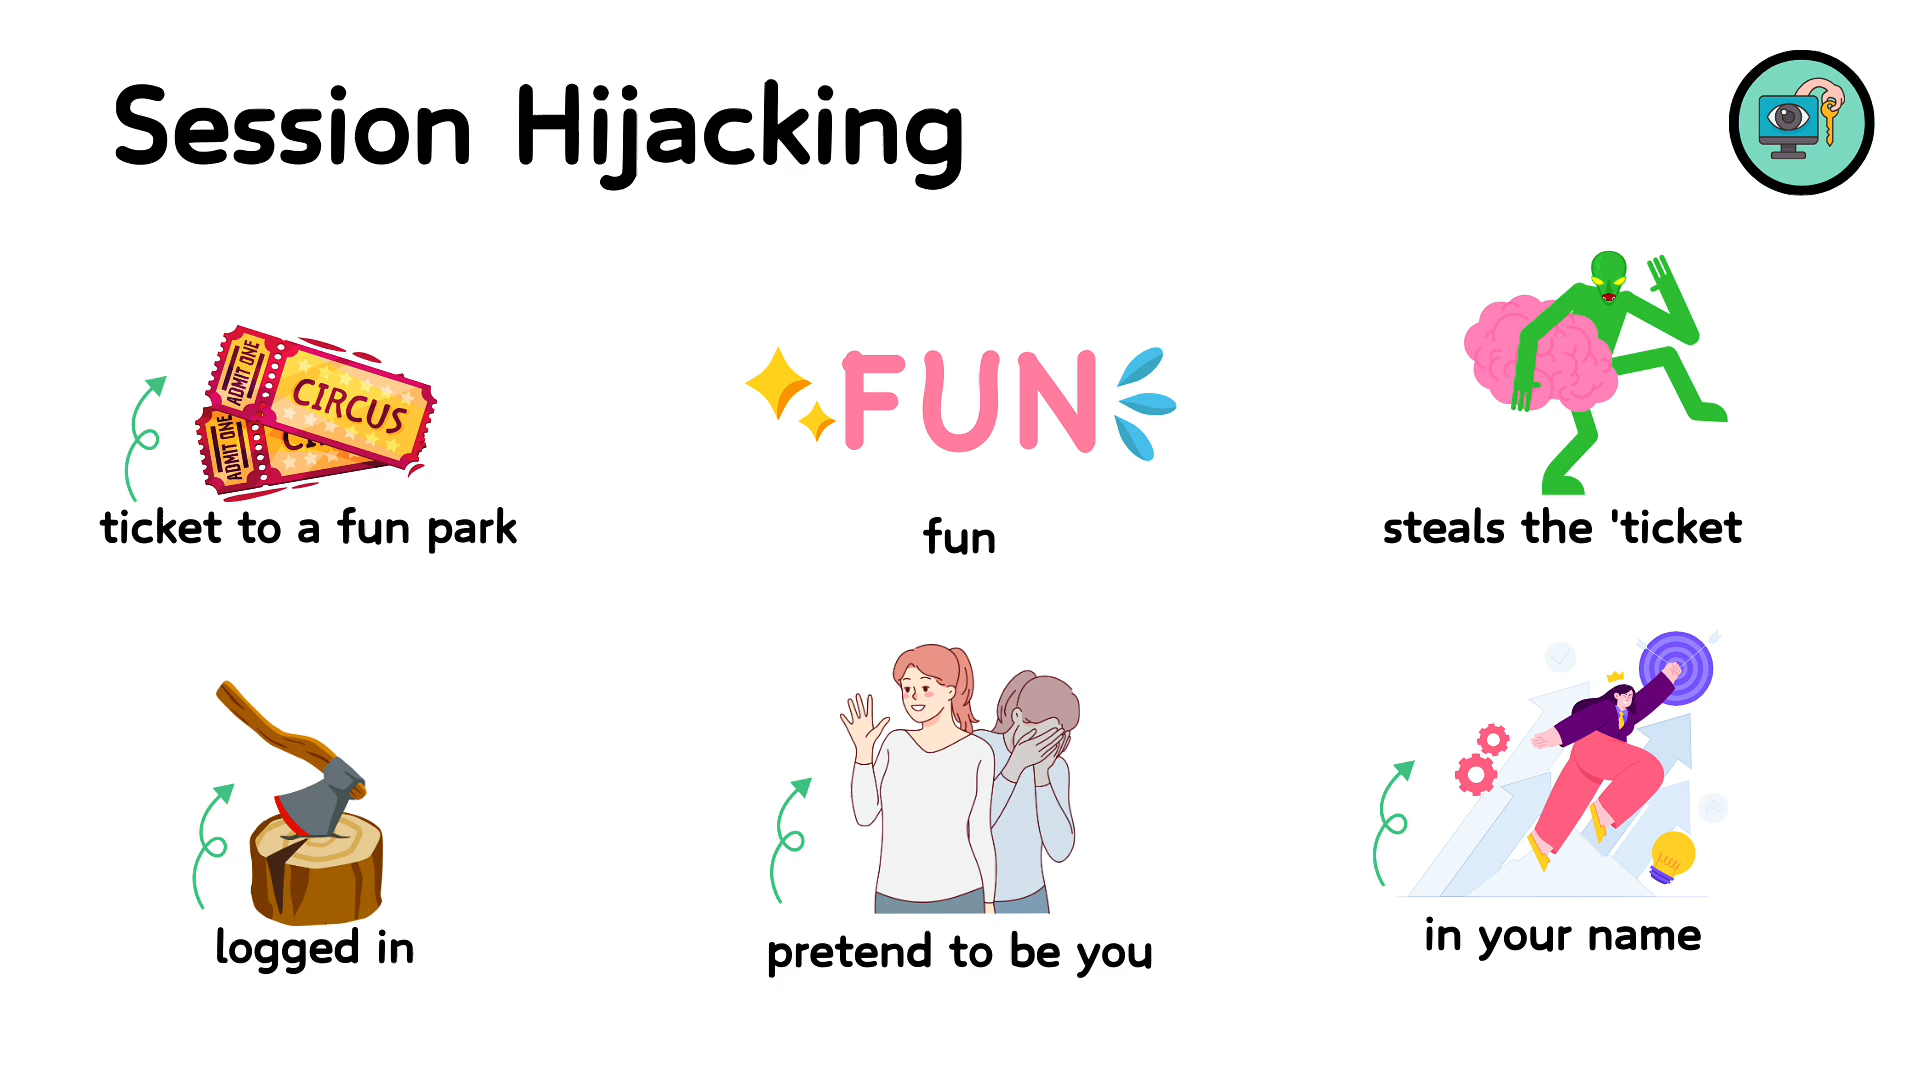 Session Hijacking
ADMIT ONE
CIRCUS
ADMIT ONE
CI
FUN
ticket to a fun park
fun
steals the 'ticket
logged in
pretend to be you
in your name